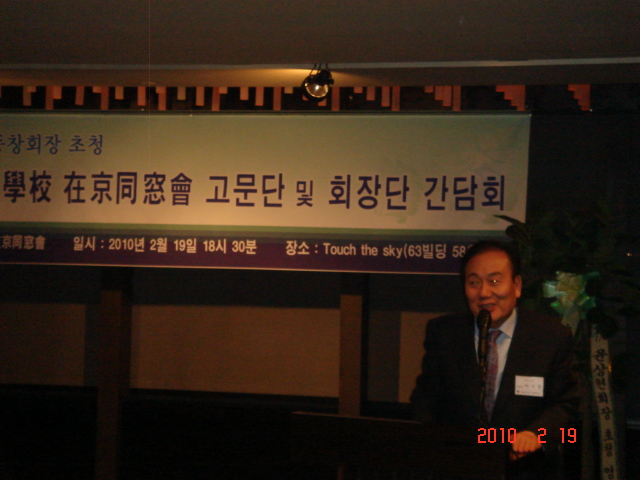 동창회장 초청
學校 在京同窓會 고문단 및 회장단 간담회
京同窓會 일시 : 2010년 2월 19일 18시 30분 장소 : Touch the sky(63빌딩 58
2010 2 19